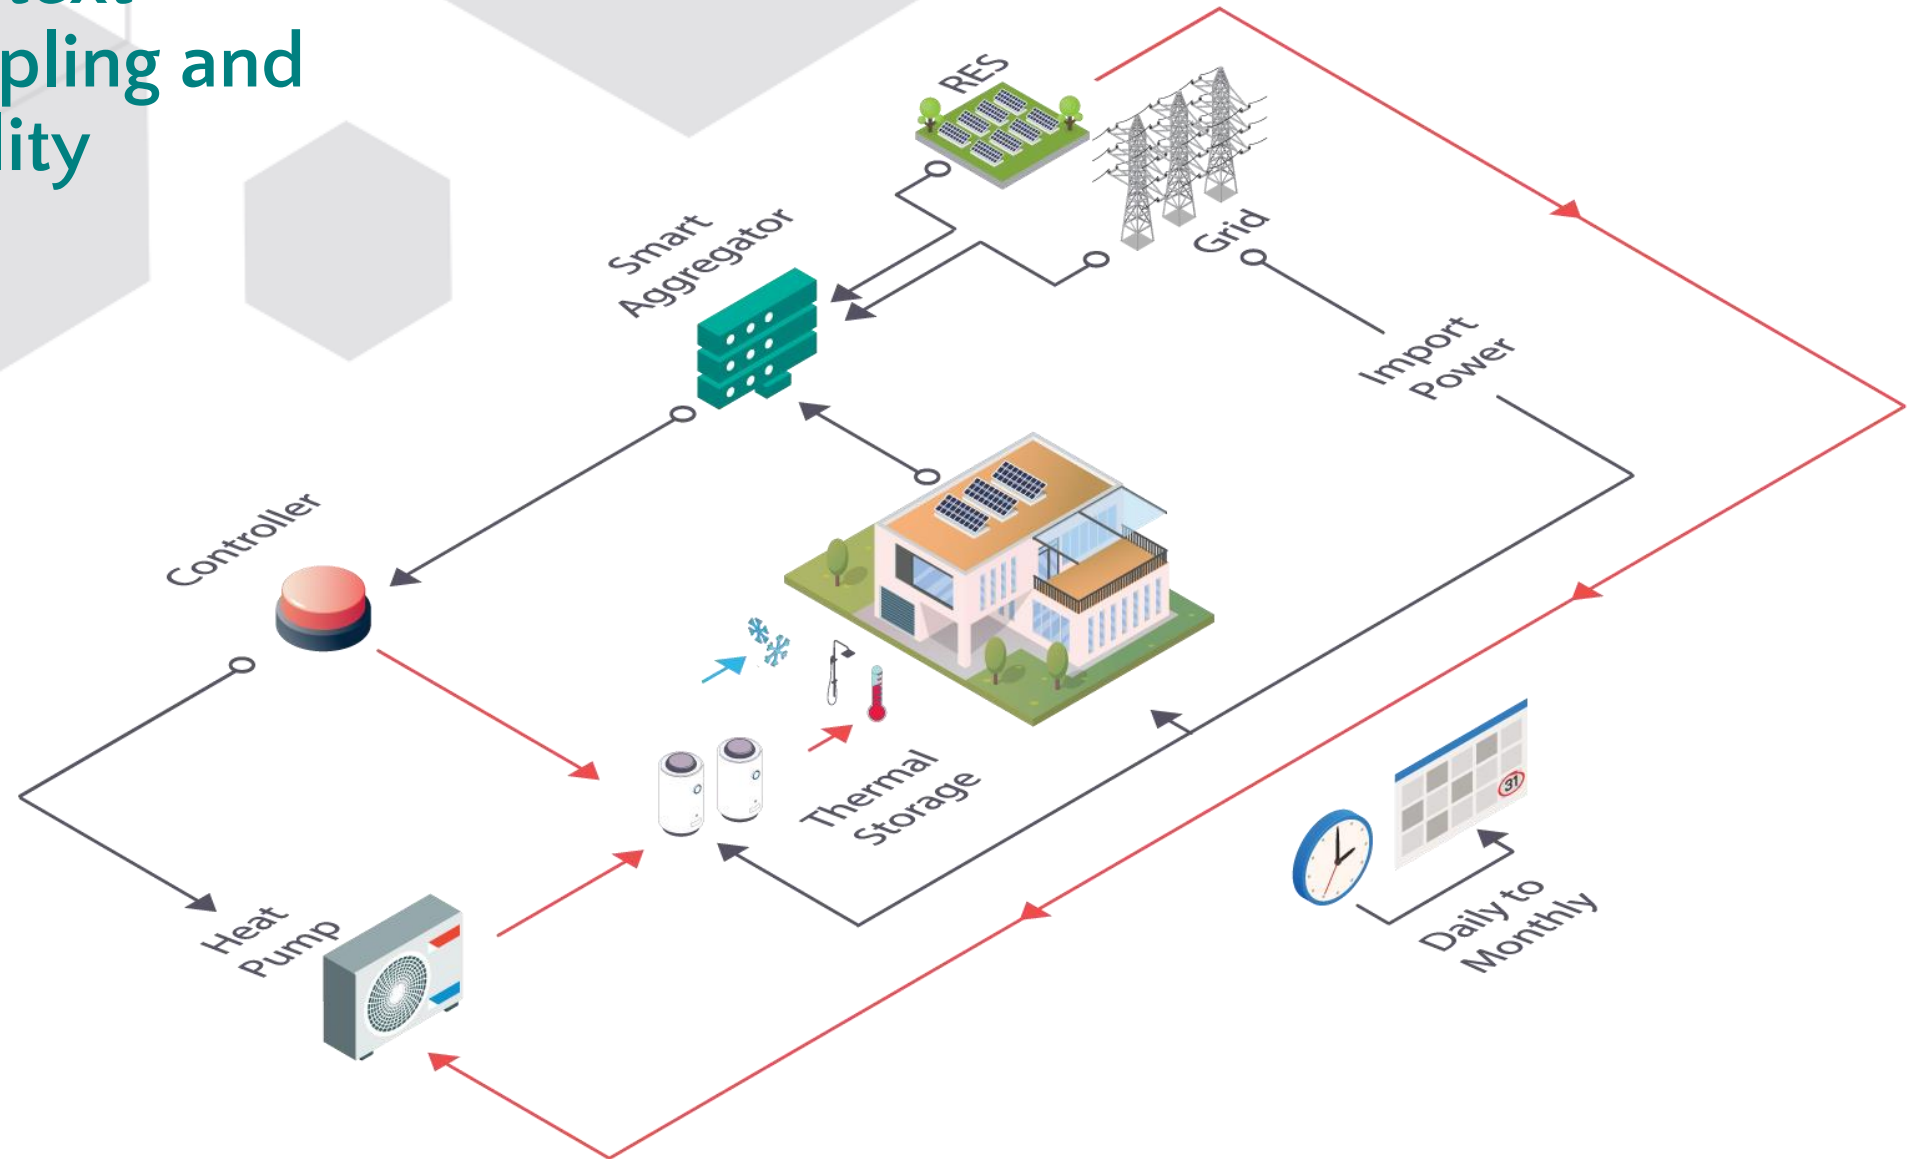 pling and
lity
RES
Grid
Smart
Aggregator
Import
Power
Controller
Thermal
Storage
31
Heat
Pump
Daily to
Monthly